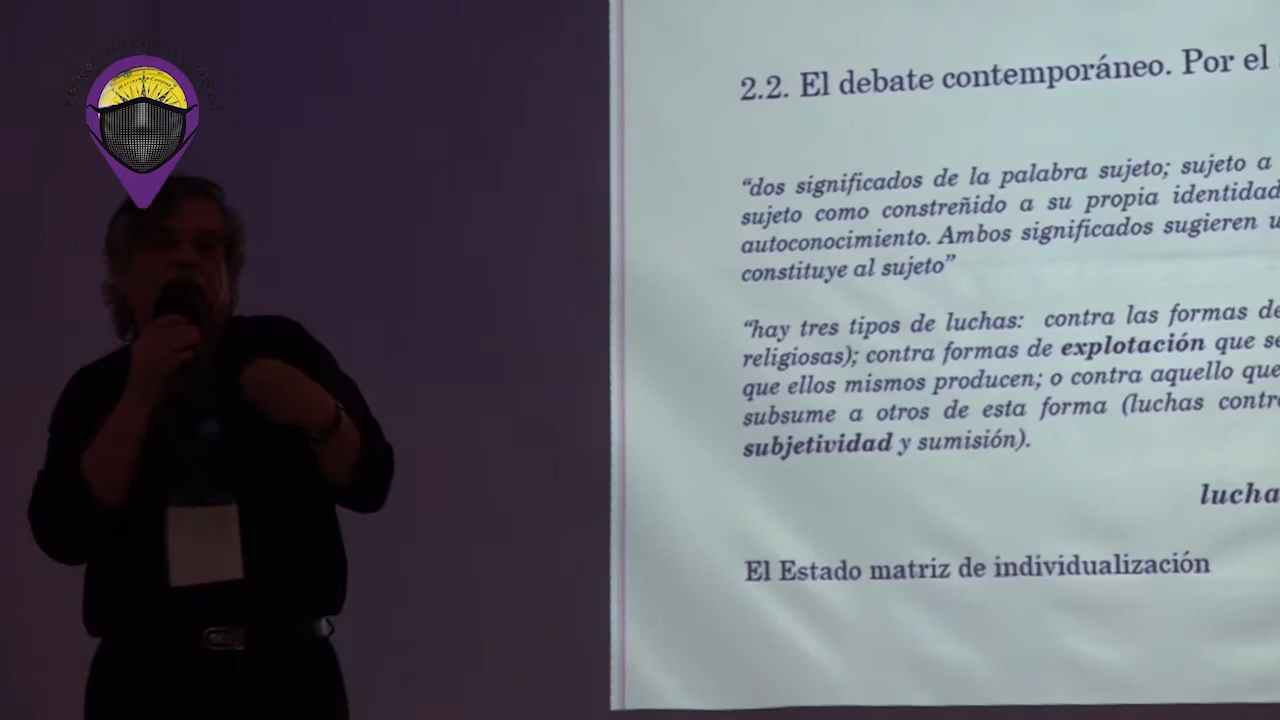 2.2. El debate contemporáneo. Por el
“dos significados de la palabra sujeto; sujeto a
sujeto como constreñido a su propia identidad
autoconocimiento. Ambos significados sugieren u
constituye al sujeto”
“hay tres tipos de luchas: contra las formas de
religiosas); contra formas de explotación que se
que ellos mismos producen; o contra aquello que
subsume a otros de esta forma (luchas contra
subjetividad y sumisión).
lucha
El Estado matriz de individualización